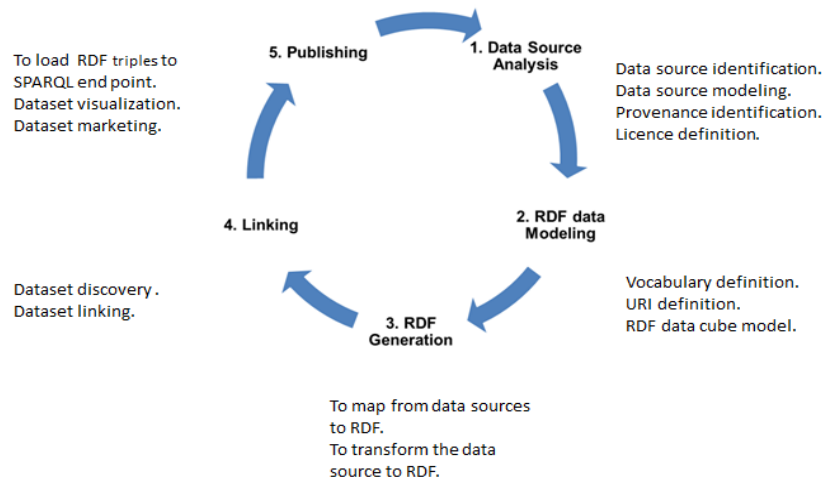 1. Data Source
Analysis
Data source identification.
Data source modeling.
Provenance identification.
Licence definition.
2. RDF data
Modeling
Vocabulary definition.
URI definition.
RDF data cube model.
3. RDF
Generation
To map from data sources
to RDF.
To transform the data
source to RDF.
4. Linking
Dataset discovery .
Dataset linking.
5. Publishing
To load RDF triples to
SPARQL end point.
Dataset visualization.
Dataset marketing.